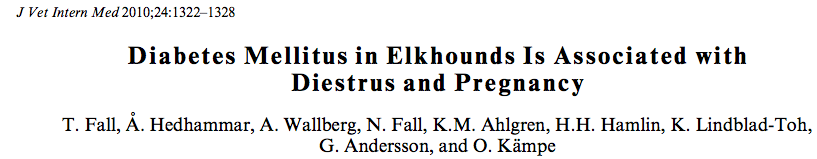 J Vet Intern Med 2010;24:1322–1328
Diabetes Mellitus in Elkhounds Is Associated with
Diestrus and Pregnancy
T. Fall, Å. Hedhammar, A. Wallberg, N. Fall, K.M. Ahlgren, H.H. Hamlin, K. Lindblad-Toh,
G. Andersson, and O. Kämpe